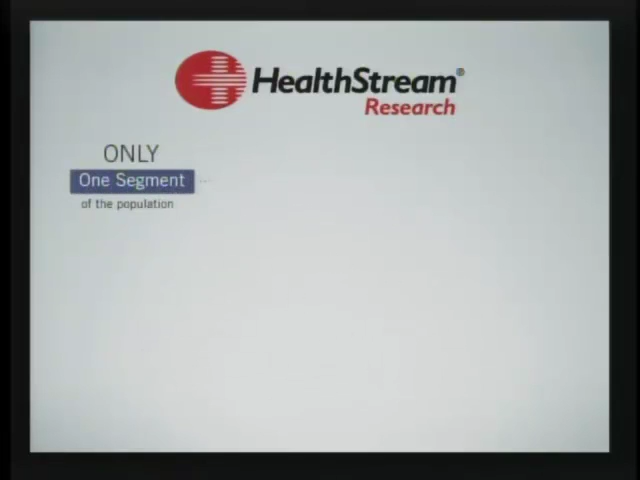 HealthStream®
Research
ONLY
One Segment
of the population